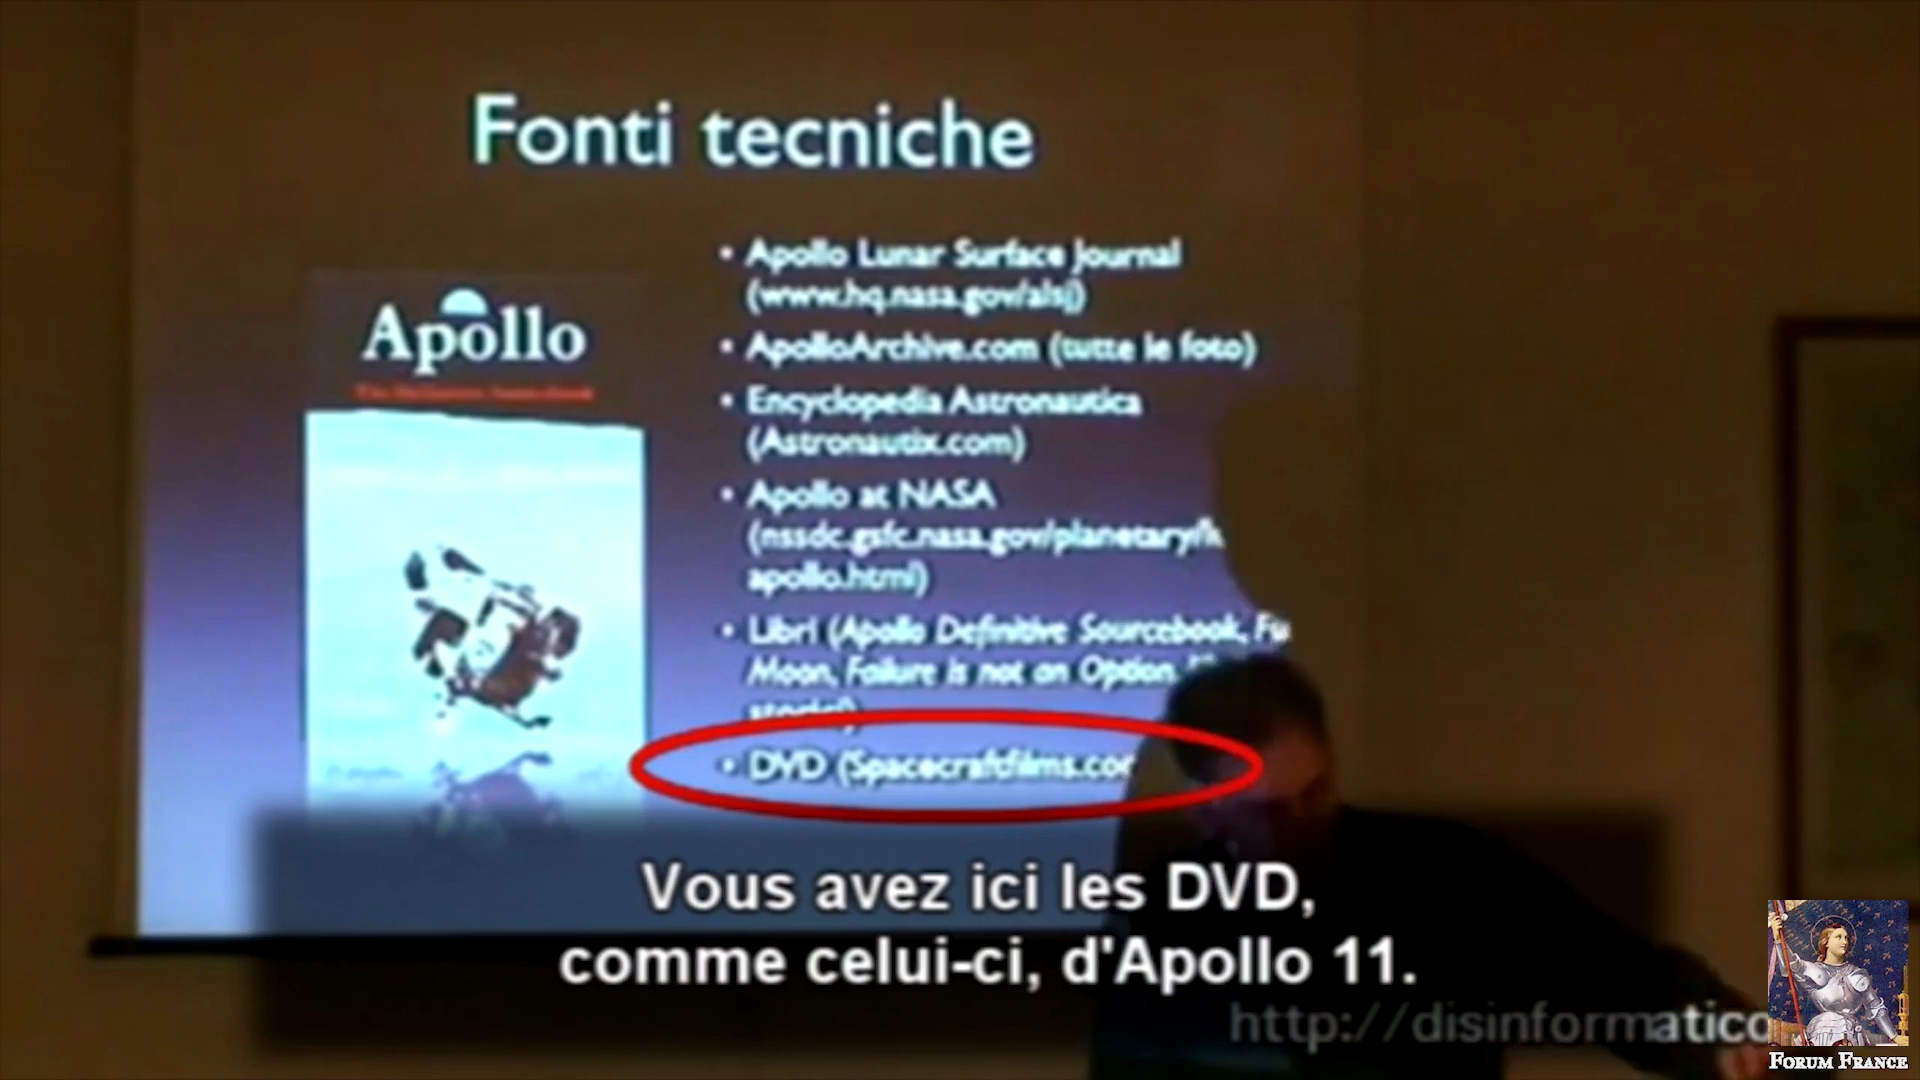 Fonti tecniche
Apollo
• Apollo Lunar Surface Journal
(www.hq.nasa.gov/alsj)
• ApolloArchive.com (tutte le foto)
• Encyclopedia Astronautica
(Astronautix.com)
• Apollo at NASA
(nssdc.gsfc.nasa.gov/planetary/
apollo.html)
• Libri (Apollo Definitive Sourcebook,
Moon, Failure is not an Option,
storici)
• DVD (Spacecraftfilms.com
Vous avez ici les DVD,
comme celui-ci, d'Apollo 11.
http://disinformatico
FORUM FRANCE